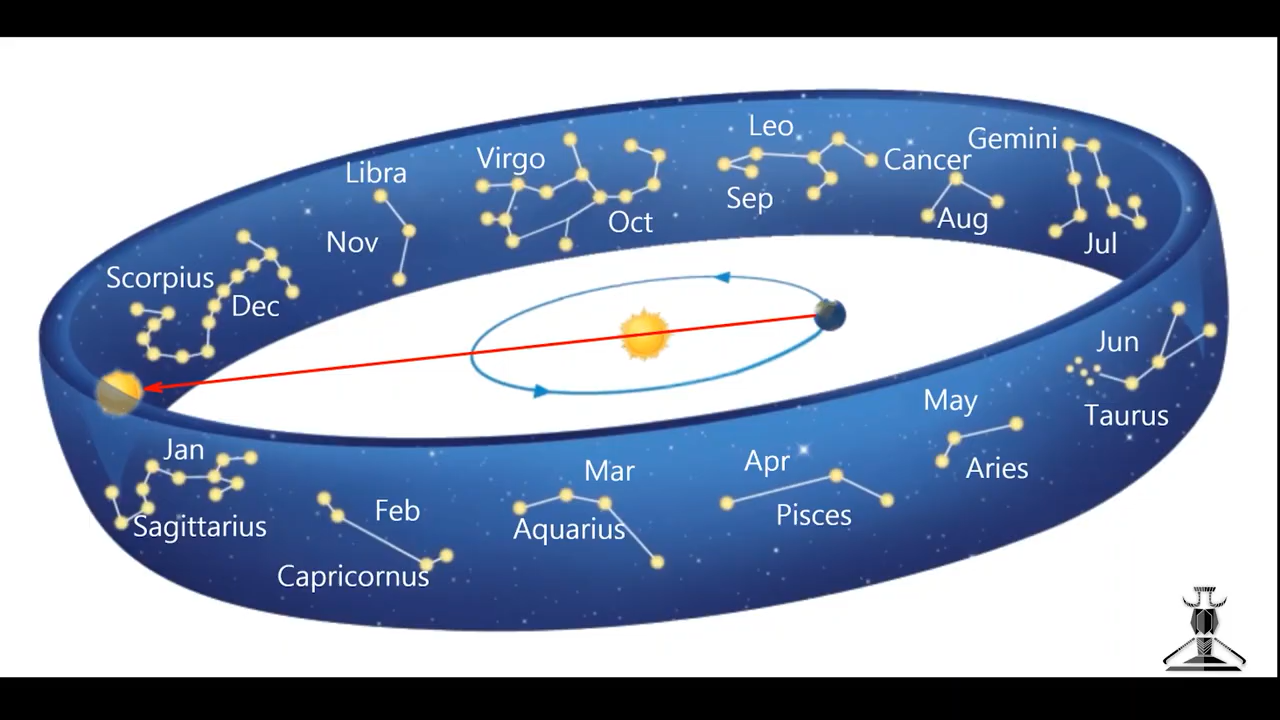 Leo
Gemini
Virgo
Cancer
Libra
Sep
Oct
Aug
Nov
Jul
Scorpius
Dec
Jun
May
Taurus
Jan
Apr
Mar
Aries
Feb
Pisces
Sagittarius
Aquarius
Capricornus